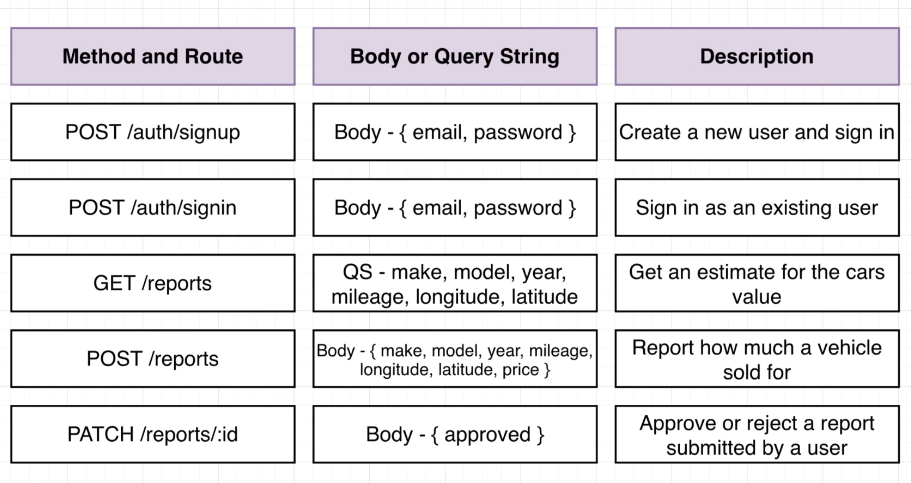 Method and Route
Body or Query String
Description
POST /auth/signup
Body - { email, password }
Create a new user and sign in
POST /auth/signin
Body - { email, password }
Sign in as an existing user
GET /reports
QS - make, model, year,
mileage, longitude, latitude
Get an estimate for the cars
value
POST /reports
Body - { make, model, year, mileage,
longitude, latitude, price }
Report how much a vehicle
sold for
PATCH /reports/:id
Body - { approved }
Approve or reject a report
submitted by a user